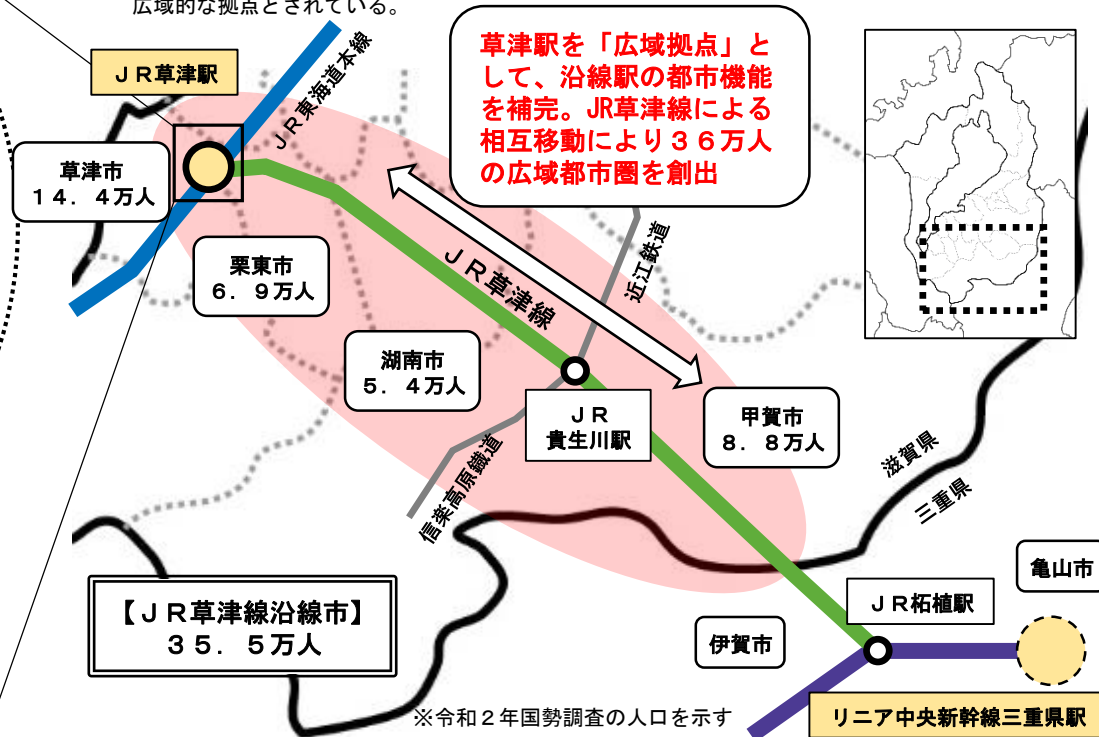 広域的な拠点とされている。
ＪＲ草津駅
ＪＲ東海道本線
草津駅を「広域拠点」と
して、沿線駅の都市機能
を補完。JR草津線による
相互移動により３６万人
の広域都市圏を創出
草津市
１４．４万人
栗東市
６．９万人
ＪＲ草津線
近江鉄道
湖南市
５．４万人
ＪＲ
貴生川駅
甲賀市
８．８万人
信楽高原鐵道
滋賀県
三重県
【ＪＲ草津線沿線市】
３５．５万人
亀山市
ＪＲ柘植駅
伊賀市
リニア中央新幹線三重県駅
※令和２年国勢調査の人口を示す